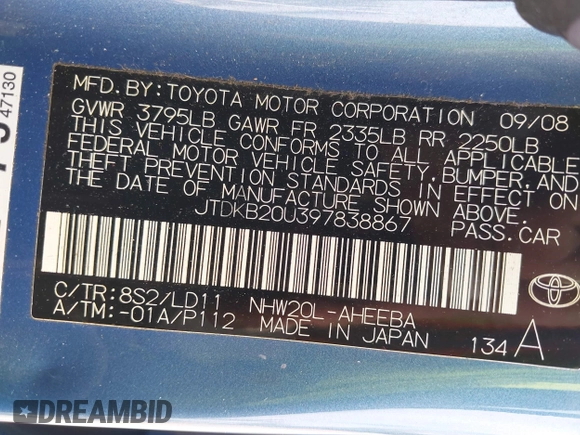 47130
MFD.BY:TOYOTA MOTOR CORPORATION 09/08
GVWR 3795LB GAWR FR 2335LB RR 2250LB
THIS VEHICLE CONFORMS TO ALL APPLICABLE
FEDERAL MOTOR VEHICLE SAFETY,BUMPER,AND
THEFT PREVENTION STANDARDS IN EFFECT ON
THE DATE OF MANUFACTURE SHOWN ABOVE.
JTDKB20U397838867 PASS.CAR
C/TR:8S2/LD11 NHW20L-AHEEBA
A/TM:-01A/P112 MADE IN JAPAN 134A
DREAMBID